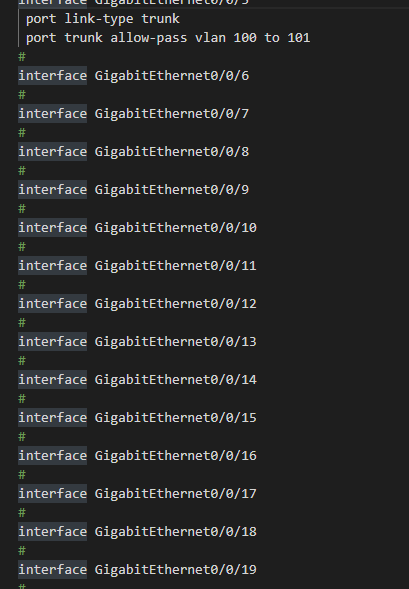 interface GigabitEthernet0/0/5
port link-type trunk
port trunk allow-pass vlan 100 to 101
#
interface GigabitEthernet0/0/6
#
interface GigabitEthernet0/0/7
#
interface GigabitEthernet0/0/8
#
interface GigabitEthernet0/0/9
#
interface GigabitEthernet0/0/10
#
interface GigabitEthernet0/0/11
#
interface GigabitEthernet0/0/12
#
interface GigabitEthernet0/0/13
#
interface GigabitEthernet0/0/14
#
interface GigabitEthernet0/0/15
#
interface GigabitEthernet0/0/16
#
interface GigabitEthernet0/0/17
#
interface GigabitEthernet0/0/18
#
interface GigabitEthernet0/0/19
#